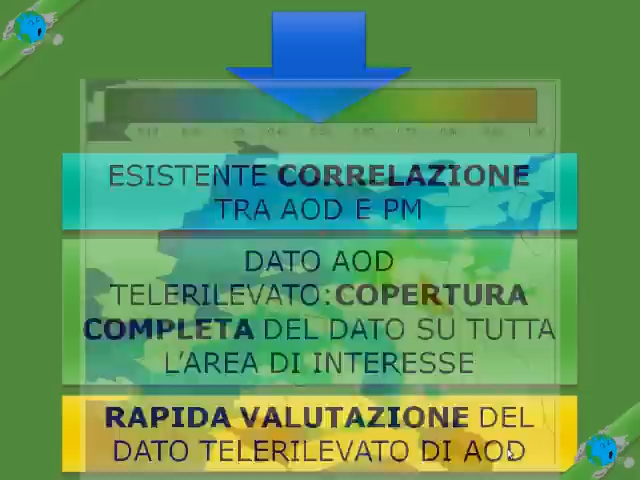 ESISTENTE CORRELAZIONE
TRA AOD E PM
DATO AOD
TELERILEVATO:COPERTURA
COMPLETA DEL DATO SU TUTTA
L'AREA DI INTERESSE
RAPIDA VALUTAZIONE DEL
DATO TELERILEVATO DI AOD